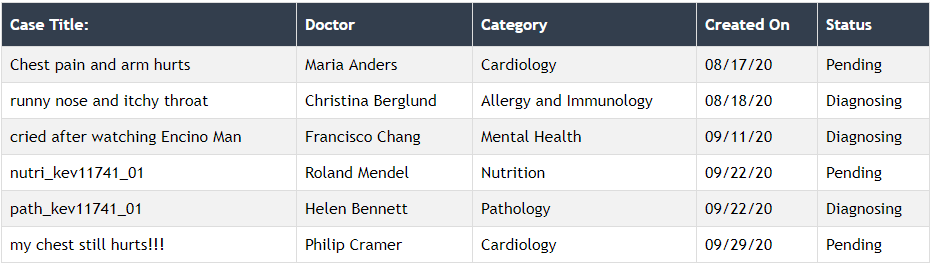 Case Title: Doctor Category Created On Status
Chest pain and arm hurts Maria Anders Cardiology 08/17/20 Pending
runny nose and itchy throat Christina Berglund Allergy and Immunology 08/18/20 Diagnosing
cried after watching Encino Man Francisco Chang Mental Health 09/11/20 Diagnosing
nutri_kev11741_01 Roland Mendel Nutrition 09/22/20 Pending
path_kev11741_01 Helen Bennett Pathology 09/22/20 Diagnosing
my chest still hurts!!! Philip Cramer Cardiology 09/29/20 Pending